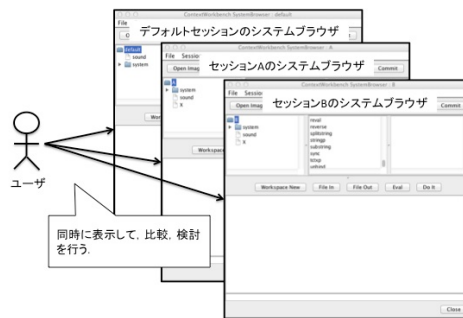 ContextWorkbench SystemBrowser : default
File
デフォルトセッションのシステムブラウザ
default
sound
system
ContextWorkbench SystemBrowser : A
File Session
セッションAのシステムブラウザ
Open Imag
Commit
A
system
sound
X
Workspace
ContextWorkbench SystemBrowser : B
File Session
セッションBのシステムブラウザ
Open Imag
Commit
system
sound
X
reval
reverse
splitstring
strings
substring
sync
unbind
Workspace New
File In
File Out
Eval
Do It
Close
ユーザ
同時に表示して，比較，検討
を行う．